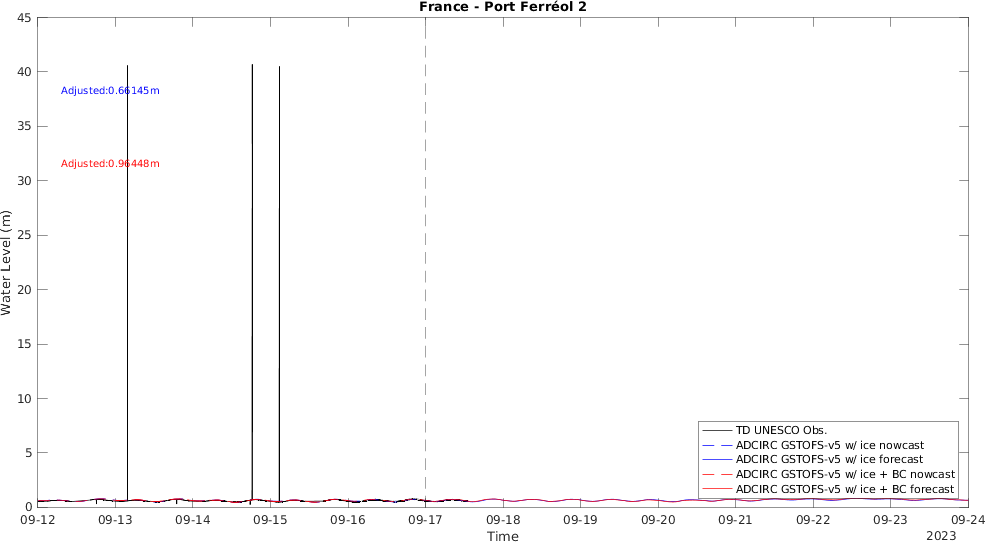 France - Port Ferréol 2
45
40
35
30
25
20
15
10
5
0
Water Level (m)
Adjusted:0.66145m
Adjusted:0.96448m
TD UNESCO Obs.
ADCIRC GSTOFS-v5 w/ ice nowcast
ADCIRC GSTOFS-v5 w/ ice forecast
ADCIRC GSTOFS-v5 w/ ice + BC nowcast
ADCIRC GSTOFS-v5 w/ ice + BC forecast
09-12 09-13 09-14 09-15 09-16 09-17 09-18 09-19 09-20 09-21 09-22 09-23 09-24
Time
2023